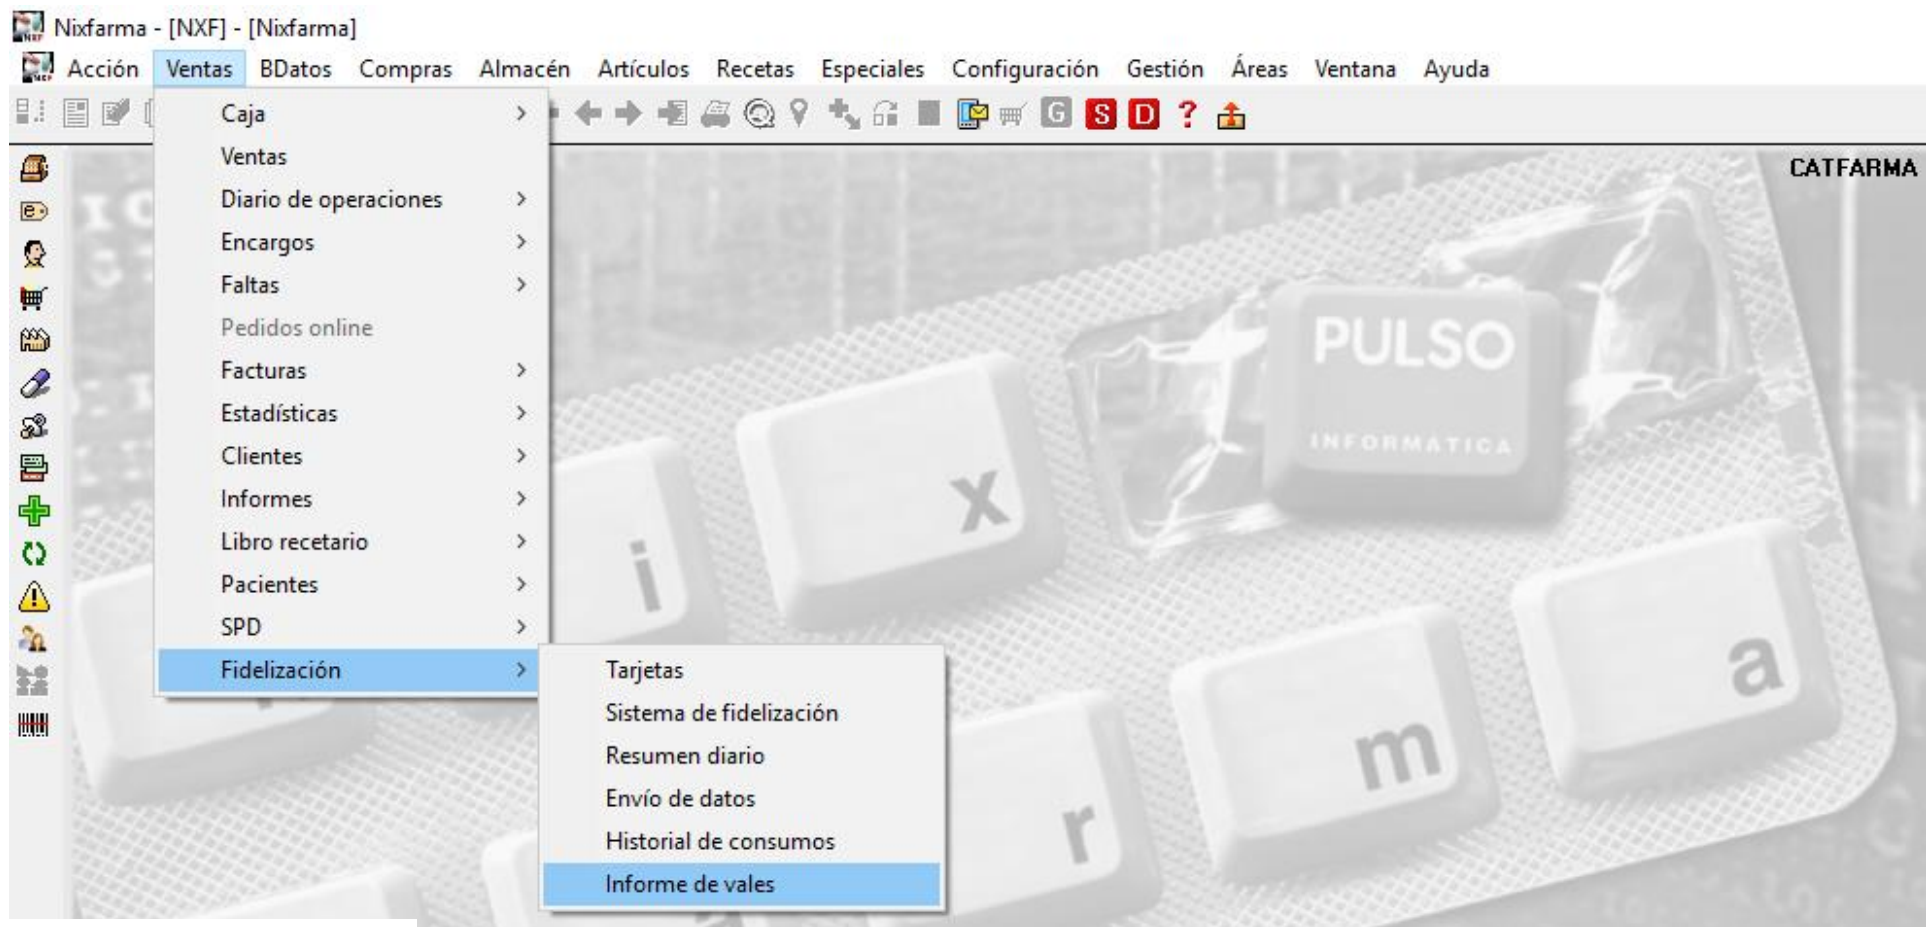 Nixfarma - [NXF] - [Nixfarma]
Acción Ventas BDatos Compras Almacén Artículos Recetas Especiales Configuración Gestión Áreas Ventana Ayuda
G S D ?
CATFARMA
Caja
Ventas
Diario de operaciones
Encargos
Faltas
Pedidos online
Facturas
Estadísticas
Clientes
Informes
Libro recetario
Pacientes
SPD
Fidelización
Tarjetas
Sistema de fidelización
Resumen diario
Envío de datos
Historial de consumos
Informe de vales
PULSO
INFORMATICA
i x
r m a